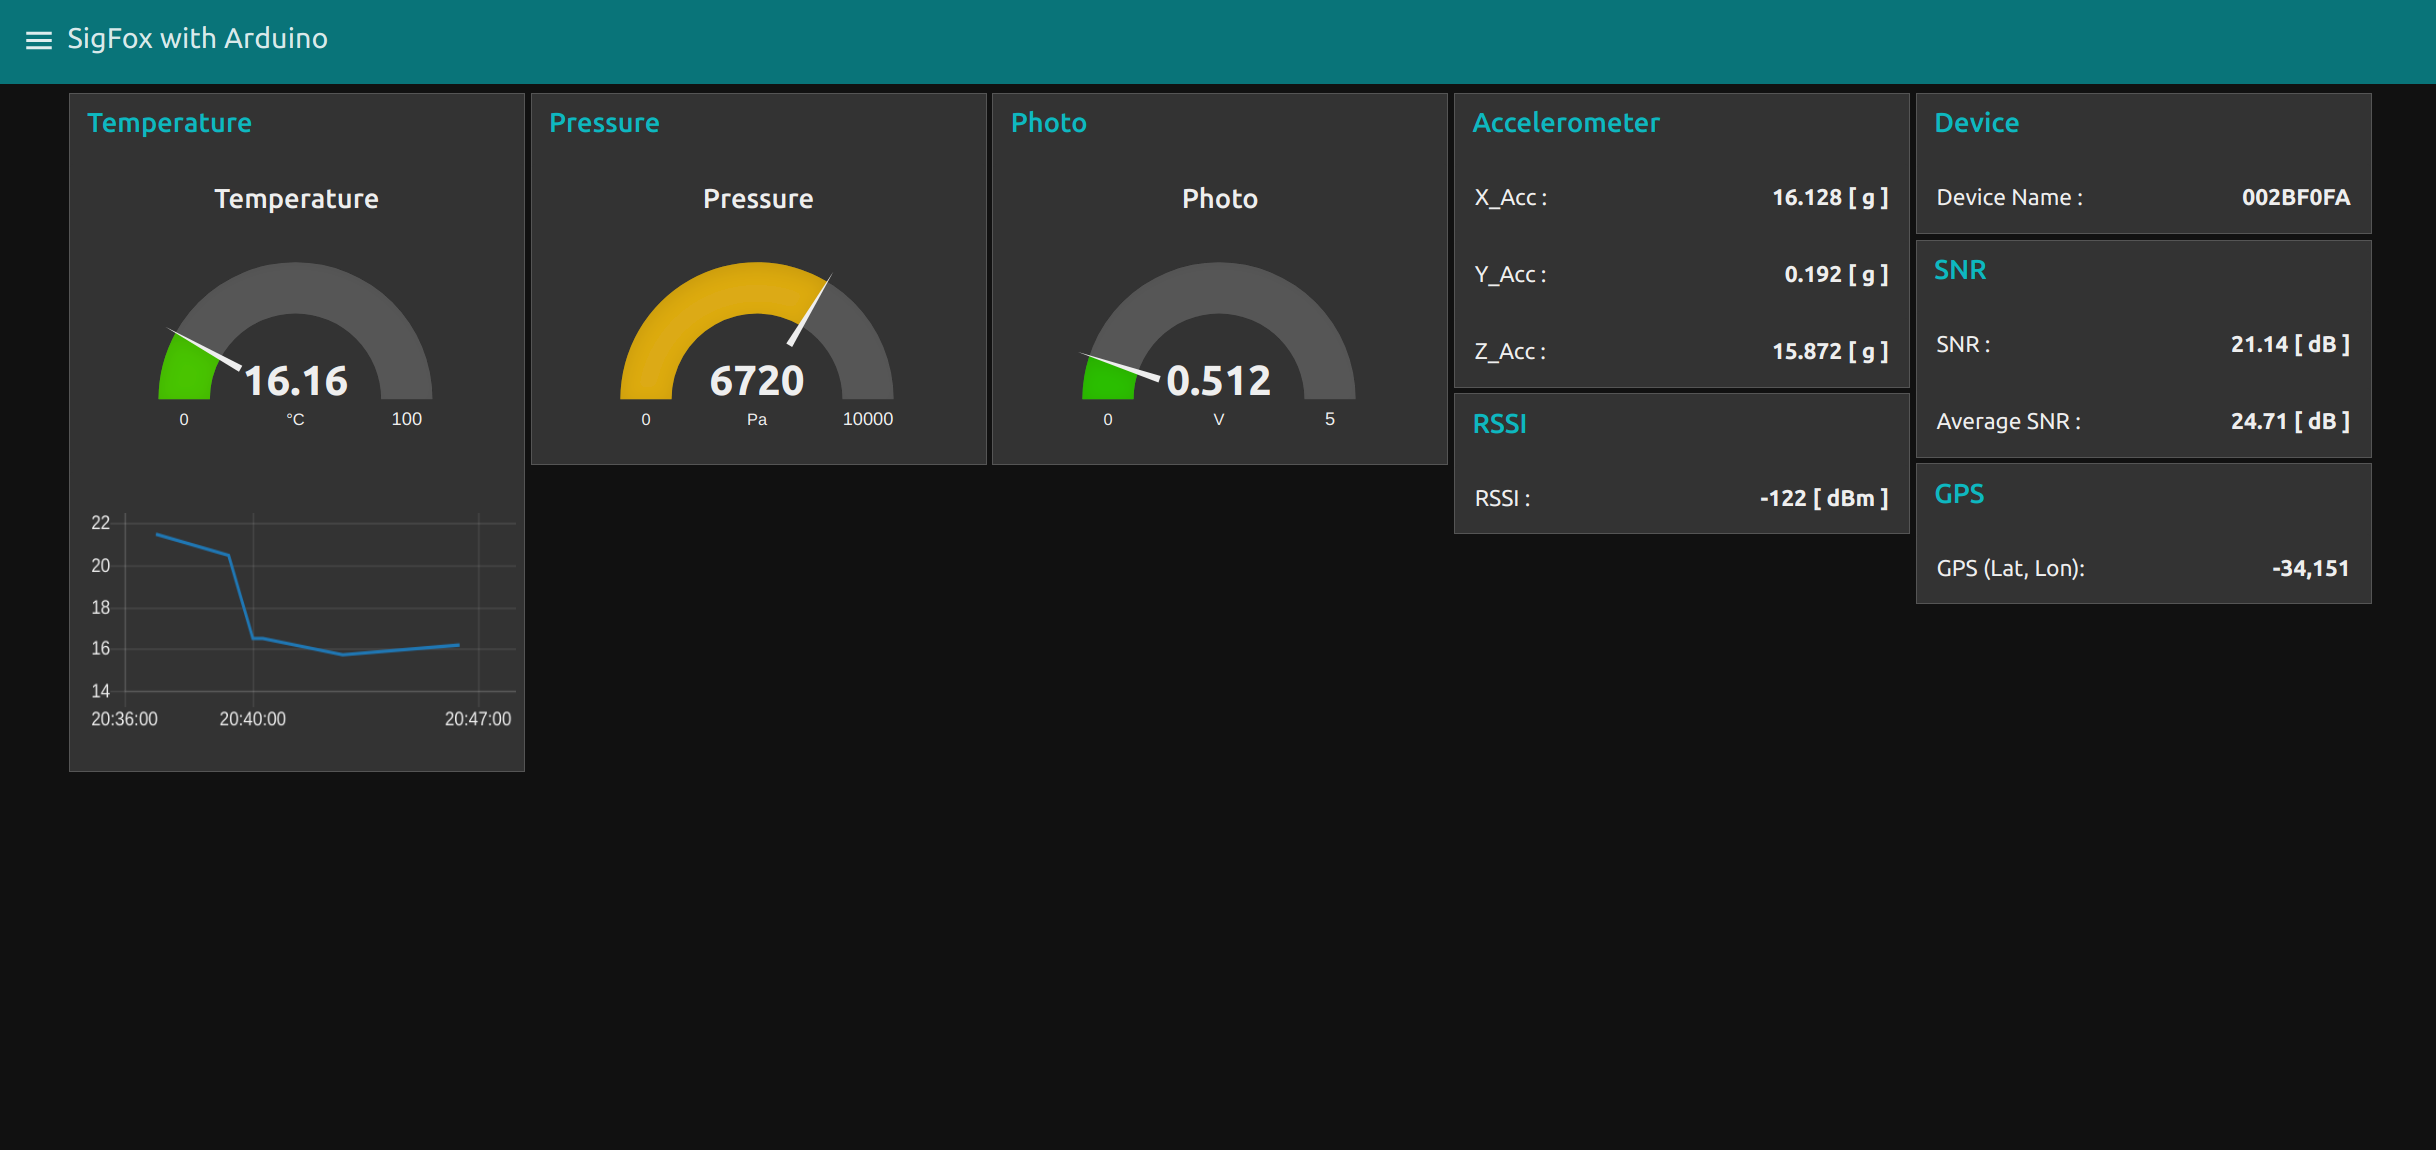 SigFox with Arduino
Temperature
Temperature
16.16
0 °C 100
22
20
18
16
14
20:36:00 20:40:00 20:47:00
Pressure
Pressure
6720
0 Pa 10000
Photo
Photo
0.512
0 V 5
Accelerometer
X_Acc : 16.128 [ g ]
Y_Acc : 0.192 [ g ]
Z_Acc : 15.872 [ g ]
RSSI
RSSI : -122 [ dBm ]
Device
Device Name : 002BF0FA
SNR
SNR : 21.14 [ dB ]
Average SNR : 24.71 [ dB ]
GPS
GPS (Lat, Lon): -34,151